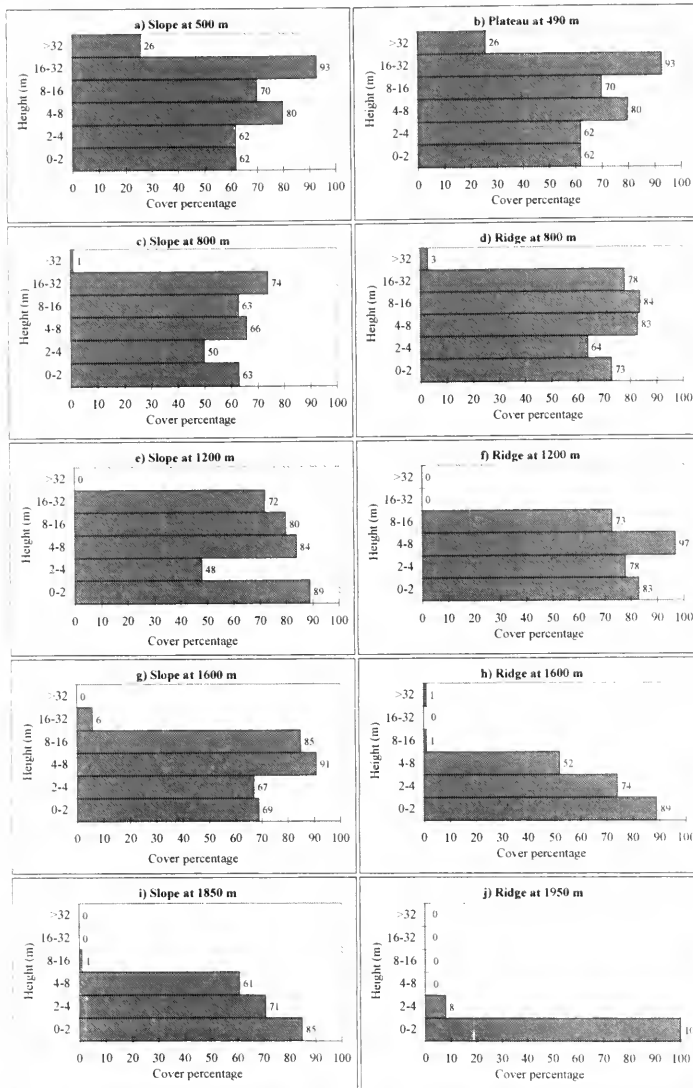 a) Slope at 500 m
Height (m)
>32 26
16-32 93
8-16 70
4-8 80
2-4 62
0-2 62
0 10 20 30 40 50 60 70 80 90 100
Cover percentage
b) Plateau at 490 m
Height (m)
>32 26
16-32 93
8-16 70
4-8 80
2-4 62
0-2 62
0 10 20 30 40 50 60 70 80 90 100
Cover percentage
c) Slope at 800 m
Height (m)
>32 1
16-32 74
8-16 63
4-8 66
2-4 50
0-2 63
0 10 20 30 40 50 60 70 80 90 100
Cover percentage
d) Ridge at 800 m
Height (m)
>32 3
16-32 78
8-16 84
4-8 83
2-4 64
0-2 73
0 10 20 30 40 50 60 70 80 90 100
Cover percentage
e) Slope at 1200 m
Height (m)
>32 0
16-32 72
8-16 80
4-8 84
2-4 48
0-2 89
0 10 20 30 40 50 60 70 80 90 100
Cover percentage
f) Ridge at 1200 m
Height (m)
>32 0
16-32 0
8-16 73
4-8 97
2-4 78
0-2 83
0 10 20 30 40 50 60 70 80 90 100
Cover percentage
g) Slope at 1600 m
Height (m)
>32 0
16-32 6
8-16 85
4-8 91
2-4 67
0-2 69
0 10 20 30 40 50 60 70 80 90 100
Cover percentage
h) Ridge at 1600 m
Height (m)
>32 1
16-32 0
8-16 1
4-8 52
2-4 74
0-2 89
0 10 20 30 40 50 60 70 80 90 100
Cover percentage
i) Slope at 1850 m
Height (m)
>32 0
16-32 0
8-16 1
4-8 61
2-4 71
0-2 85
0 10 20 30 40 50 60 70 80 90 100
Cover percentage
j) Ridge at 1950 m
Height (m)
>32 0
16-32 0
8-16 0
4-8 0
2-4 8
0-2
0 10 20 30 40 50 60 70 80 90 100
Cover percentage